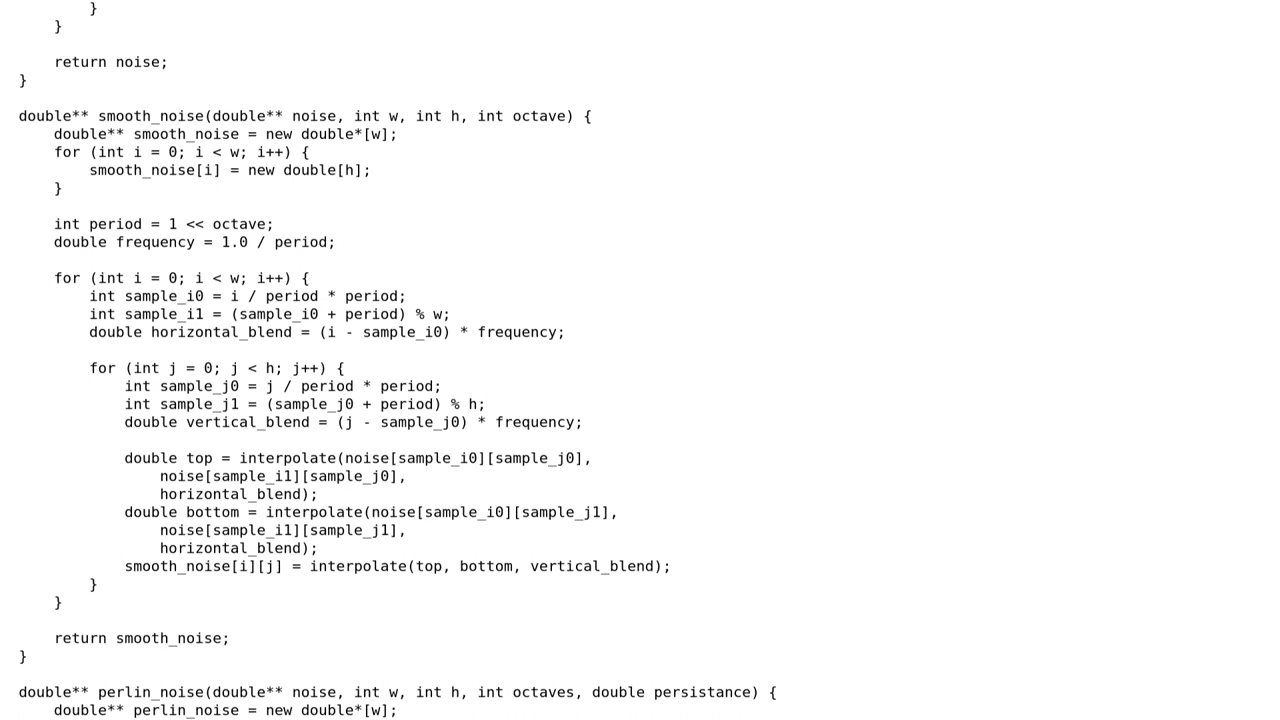 }
    }

    return noise;
}

double** smooth_noise(double** noise, int w, int h, int octave) {
    double** smooth_noise = new double*[w];
    for (int i = 0; i < w; i++) {
        smooth_noise[i] = new double[h];
    }

    int period = 1 << octave;
    double frequency = 1.0 / period;

    for (int i = 0; i < w; i++) {
        int sample_i0 = i / period * period;
        int sample_i1 = (sample_i0 + period) % w;
        double horizontal_blend = (i - sample_i0) * frequency;

        for (int j = 0; j < h; j++) {
            int sample_j0 = j / period * period;
            int sample_j1 = (sample_j0 + period) % h;
            double vertical_blend = (j - sample_j0) * frequency;

            double top = interpolate(noise[sample_i0][sample_j0],
                noise[sample_i1][sample_j0],
                horizontal_blend);
            double bottom = interpolate(noise[sample_i0][sample_j1],
                noise[sample_i1][sample_j1],
                horizontal_blend);
            smooth_noise[i][j] = interpolate(top, bottom, vertical_blend);
        }
    }

    return smooth_noise;
}

double** perlin_noise(double** noise, int w, int h, int octaves, double persistance) {
    double** perlin_noise = new double*[w];